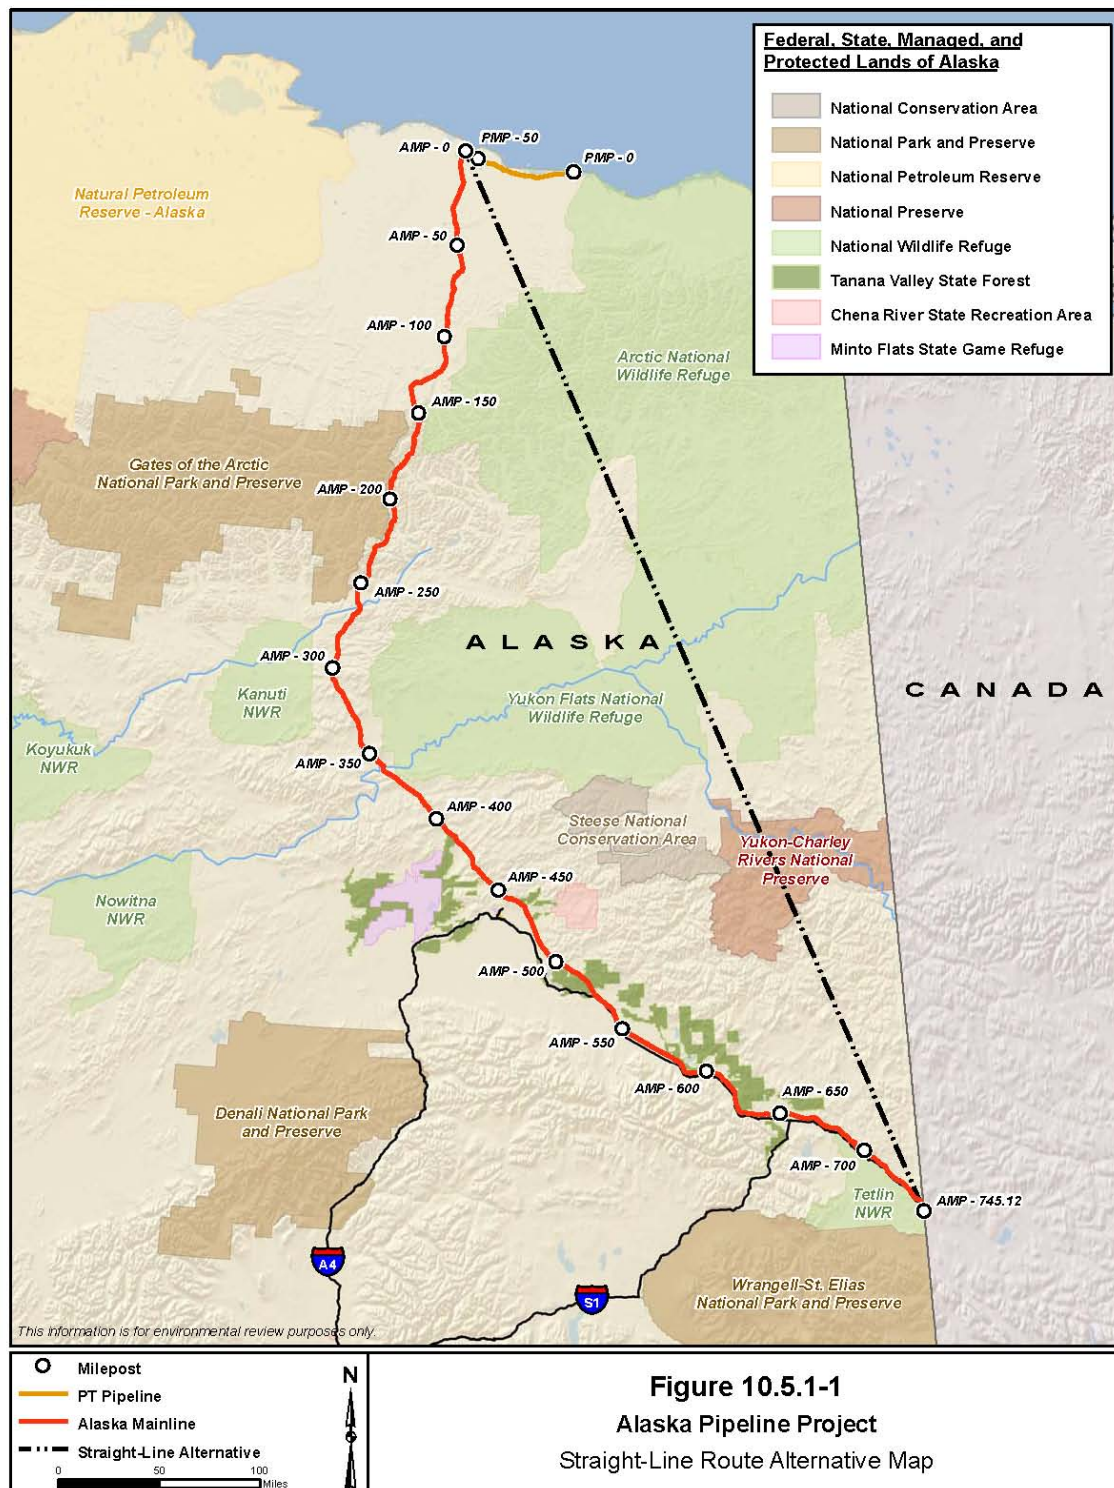 Federal, State, Managed, and
Protected Lands of Alaska
National Conservation Area
National Park and Preserve
National Petroleum Reserve
National Preserve
National Wildlife Refuge
Tanana Valley State Forest
Chena River State Recreation Area
Minto Flats State Game Refuge
AMP - 0
PMP - 50
PMP - 0
Natural Petroleum
Reserve - Alaska
AMP - 50
AMP - 100
Arctic National
Wildlife Refuge
AMP - 150
Gates of the Arctic
National Park and Preserve
AMP - 200
AMP - 250
ALASKA
AMP - 300
Kanuti
NWR
Yukon Flats National
Wildlife Refuge
CANADA
Koyukuk
NWR
AMP - 350
AMP - 400
Steese National
Conservation Area
Yukon-Charley
Rivers National
Preserve
AMP - 450
Nowitna
NWR
AMP - 500
AMP - 550
AMP - 600
AMP - 650
Denali National Park
and Preserve
AMP - 700
Tetlin
NWR
AMP - 745.12
A4
S1
Wrangell-St. Elias
National Park and Preserve
This information is for environmental review purposes only.
Milepost
PT Pipeline
Alaska Mainline
Straight-Line Alternative
0 50 100
Miles
N
Figure 10.5.1-1
Alaska Pipeline Project
Straight-Line Route Alternative Map